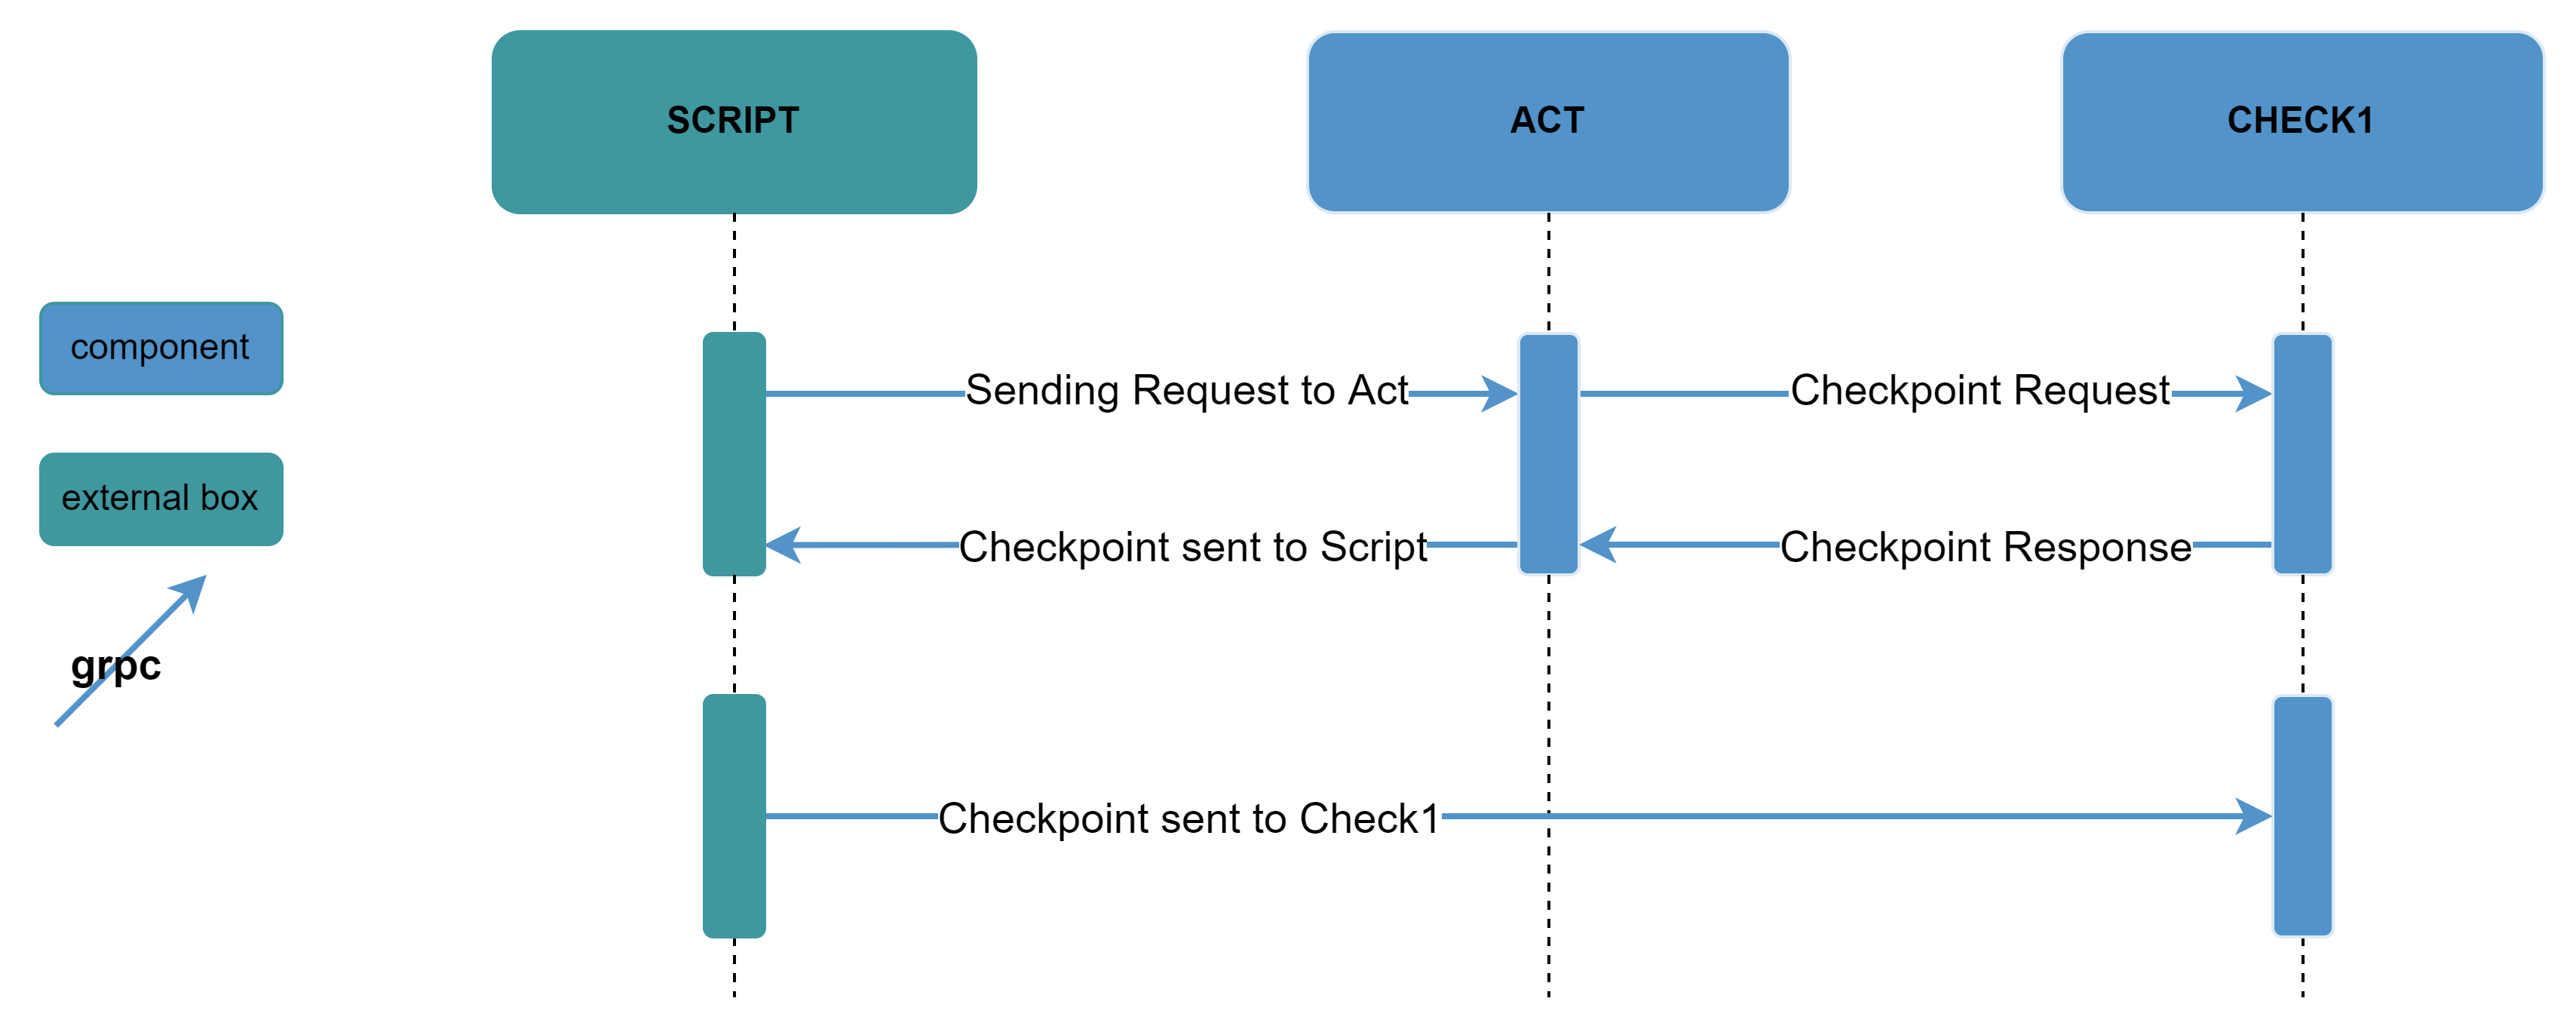 SCRIPT
ACT
CHECK1
component
Sending Request to Act
Checkpoint Request
external box
Checkpoint sent to Script
Checkpoint Response
grpc
Checkpoint sent to Check1